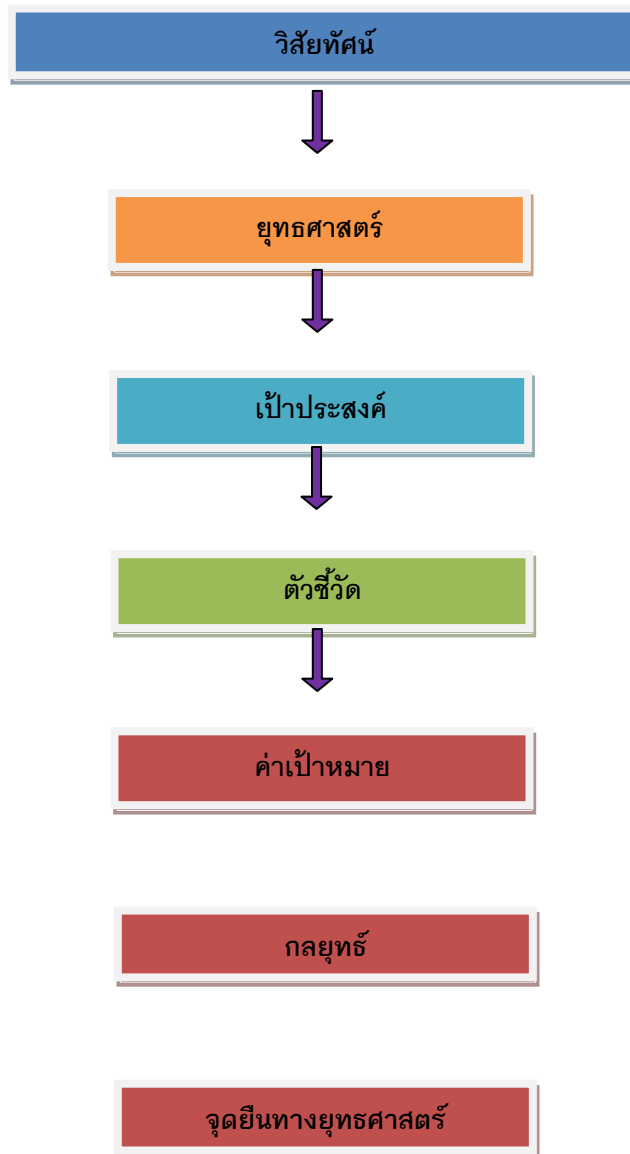 วิสัยทัศน์
ยุทธศาสตร์
เป้าประสงค์
ตัวชี้วัด
ค่าเป้าหมาย
กลยุทธ์
จุดยืนทางยุทธศาสตร์